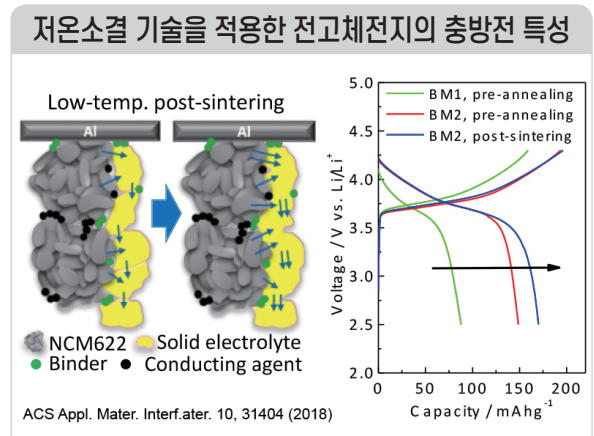 저온소결 기술을 적용한 전고체전지의 충방전 특성
Low-temp. post-sintering
Al
Al
NCM622
Solid electrolyte
Binder
Conducting agent
ACS Appl. Mater. Interf.ater. 10, 31404 (2018)
BM1, pre-annealing
BM2, pre-annealing
BM2, post-sintering
Voltage / V vs. Li/Li⁺
5.0
4.5
4.0
3.5
3.0
2.5
2.0
0
50
100
150
200
Capacity / mAhg⁻¹